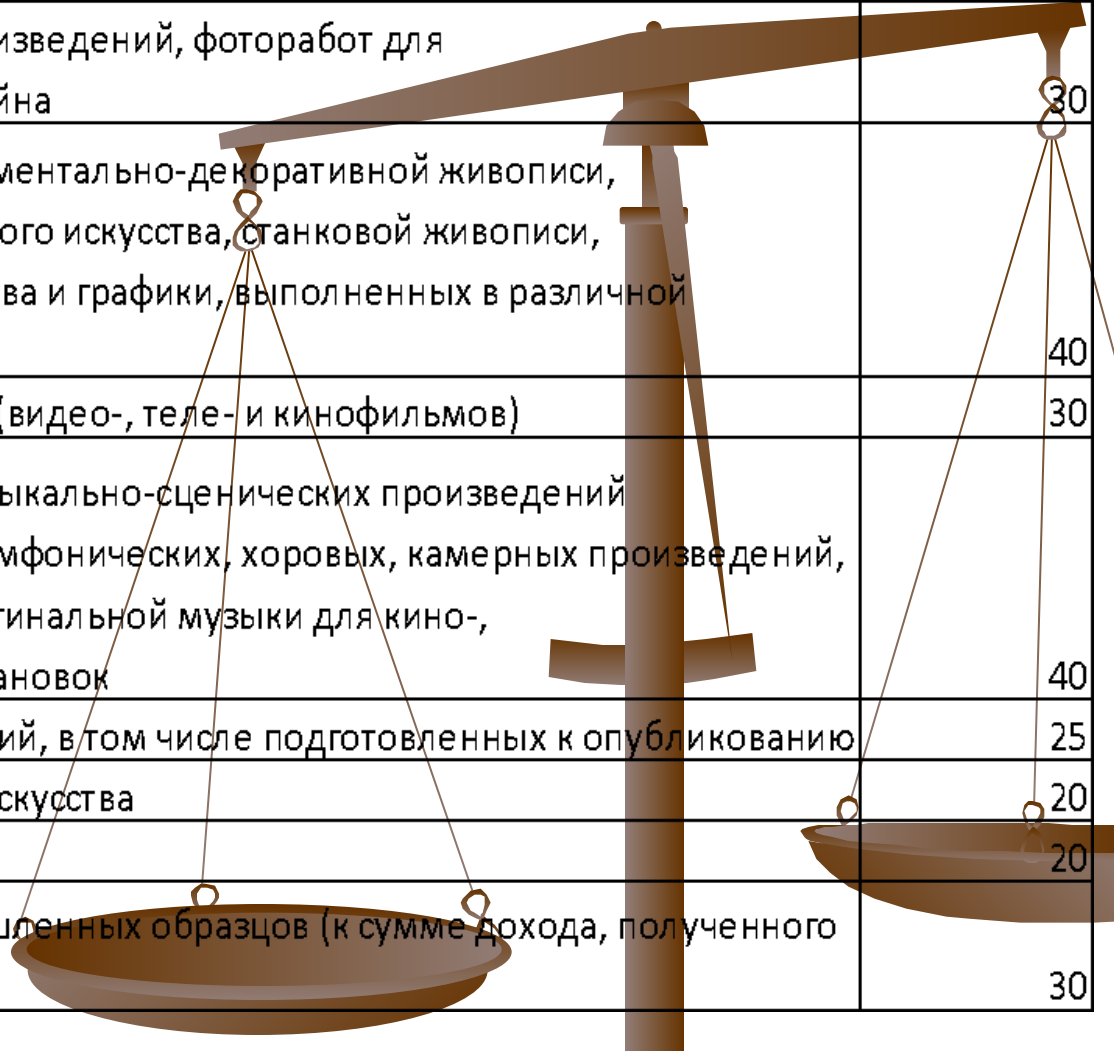 изведений, фоторабот для
йна 30
ментально-декоративной живописи,
ого искусства, станковой живописи,
ва и графики, выполненных в различной
40
(видео-, теле- и кинофильмов) 30
ыкально-сценических произведений
мфонических, хоровых, камерных произведений,
гинальной музыки для кино-,
ановок 40
ий, в том числе подготовленных к опубликованию 25
скусства 20
20
шленных образцов (к сумме дохода, полученного
30